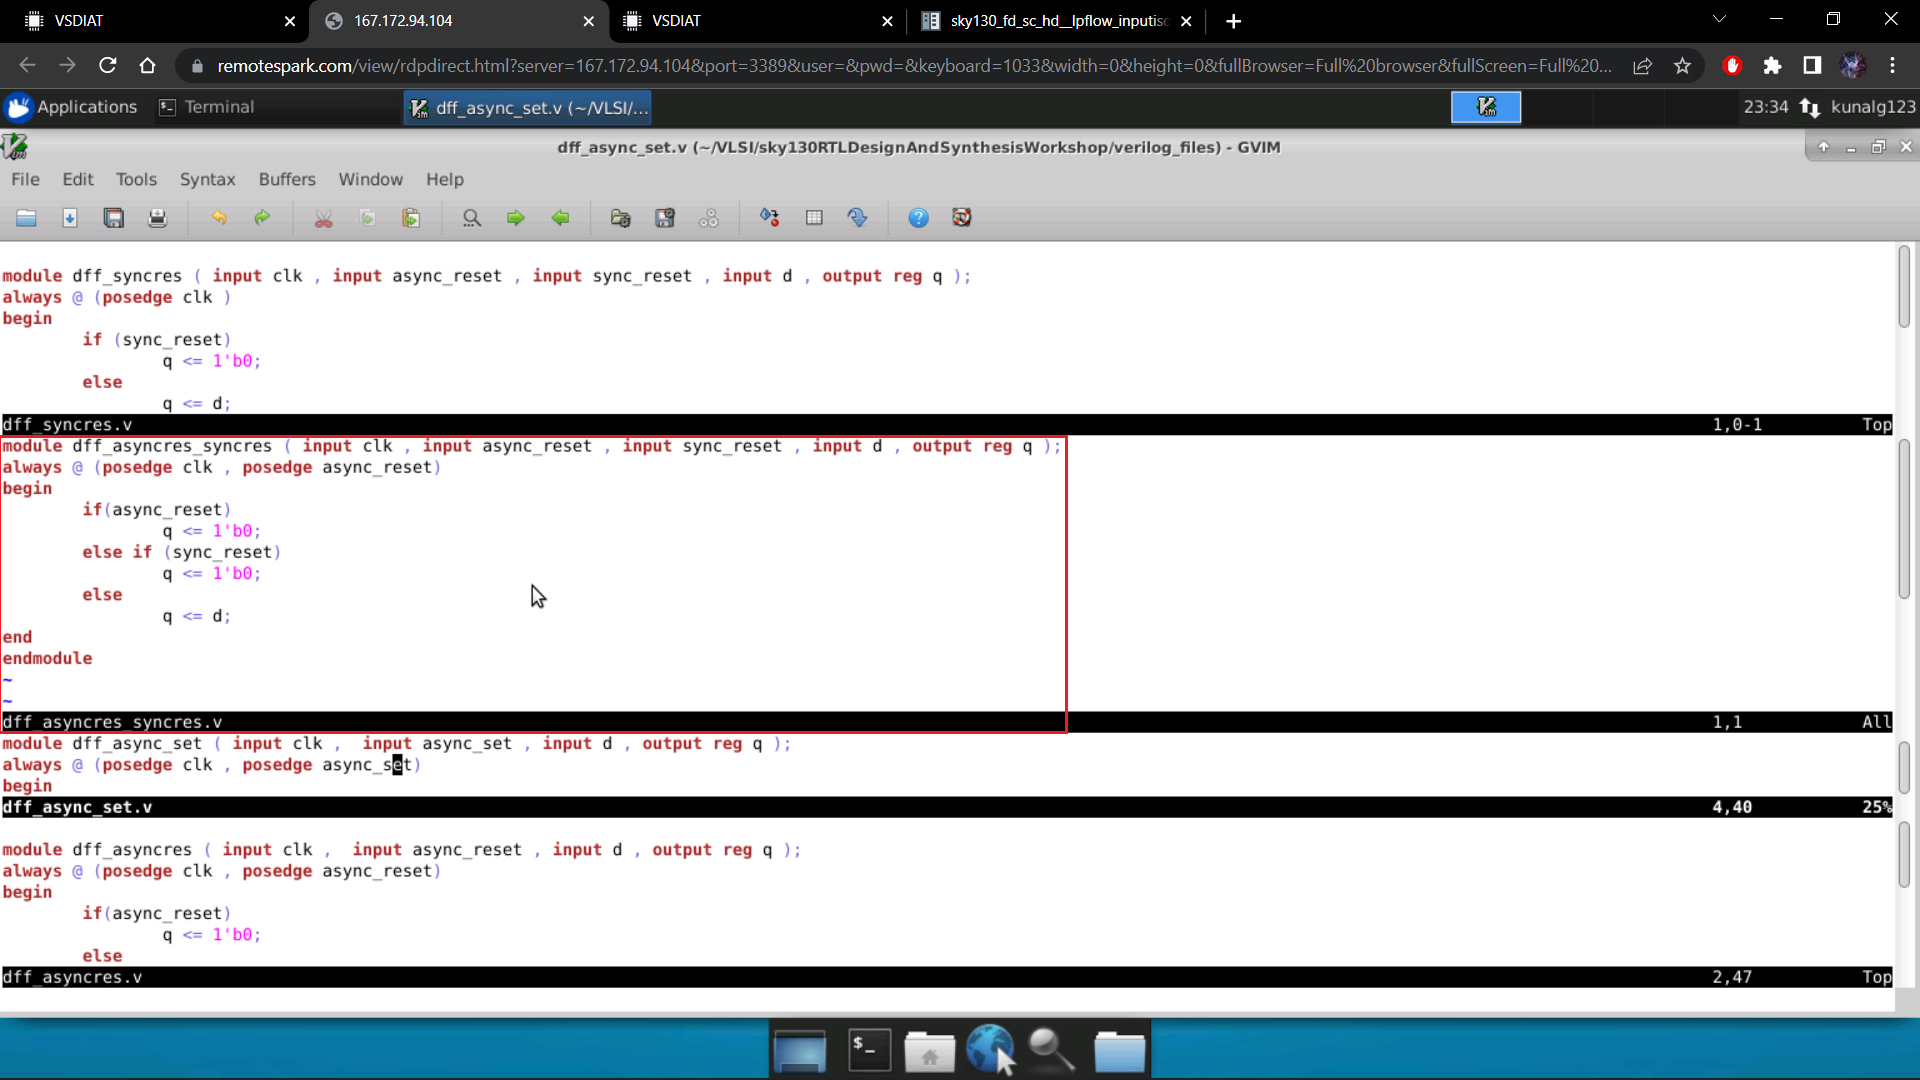 VSDIAT
167.172.94.104
VSDIAT
sky130_fd_sc_hd__lpflow_inputisc
remotespark.com/view/rdpdirect.html?server=167.172.94.104&port=3389&user=&pwd=&keyboard=1033&width=0&height=0&fullBrowser=Full%20browser&fullScreen=Full%20...
Applications
Terminal
dff_async_set.v (~/VLSI/...
23:34
kunalg123
dff_async_set.v (~/VLSI/sky130RTLDesignAndSynthesisWorkshop/verilog_files) - GVIM
File Edit Tools Syntax Buffers Window Help
module dff_syncres ( input clk , input async_reset , input sync_reset , input d , output reg q );
always @ (posedge clk )
begin
if (sync_reset)
q <= 1'b0;
else
q <= d;
dff_syncres.v 1,0-1 Top
module dff_asyncres_syncres ( input clk , input async_reset , input sync_reset , input d , output reg q );
always @ (posedge clk , posedge async_reset)
begin
if(async_reset)
q <= 1'b0;
else if (sync_reset)
q <= 1'b0;
else
q <= d;
end
endmodule
~
~
dff_asyncres_syncres.v 1,1 All
module dff_async_set ( input clk ,  input async_set , input d , output reg q );
always @ (posedge clk , posedge async_set)
begin
dff_async_set.v 4,40 25%
module dff_asyncres ( input clk ,  input async_reset , input d , output reg q );
always @ (posedge clk , posedge async_reset)
begin
if(async_reset)
q <= 1'b0;
else
dff_asyncres.v 2,47 Top